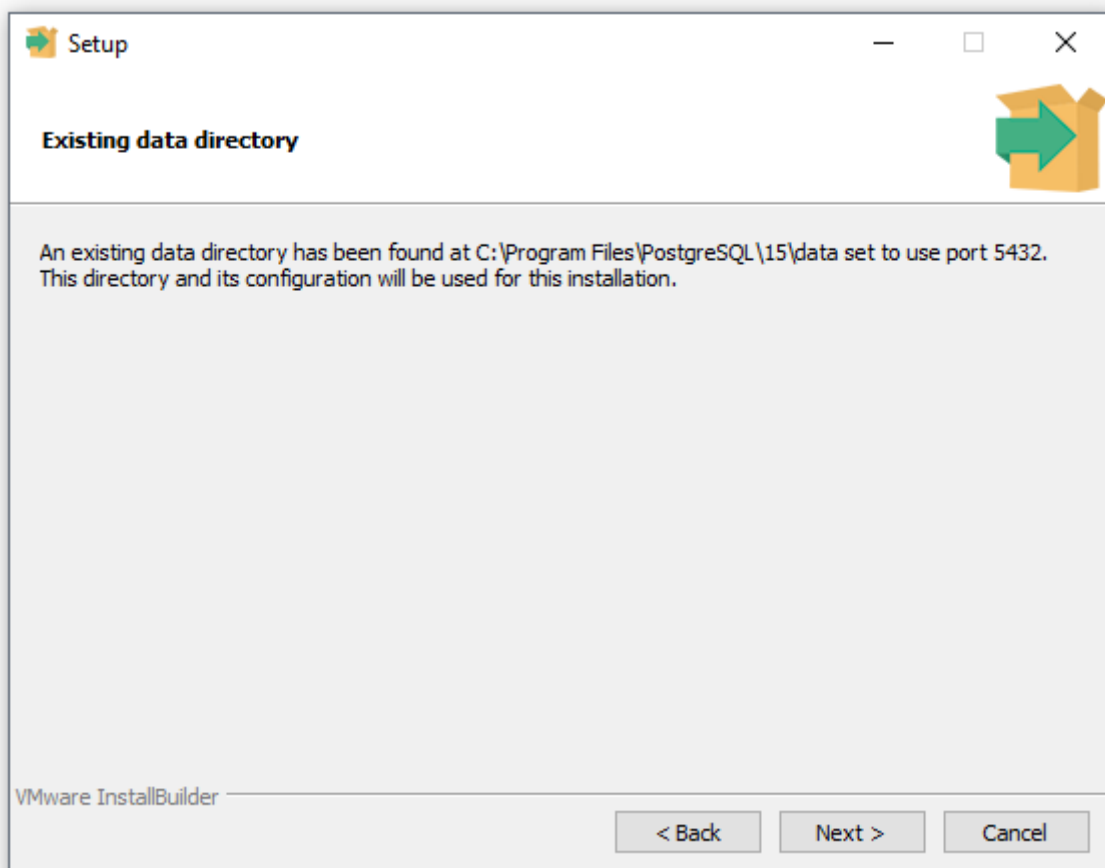 Setup
Existing data directory
An existing data directory has been found at C:\Program Files\PostgreSQL\15\data set to use port 5432.
This directory and its configuration will be used for this installation.
VMware InstallBuilder
< Back
Next >
Cancel